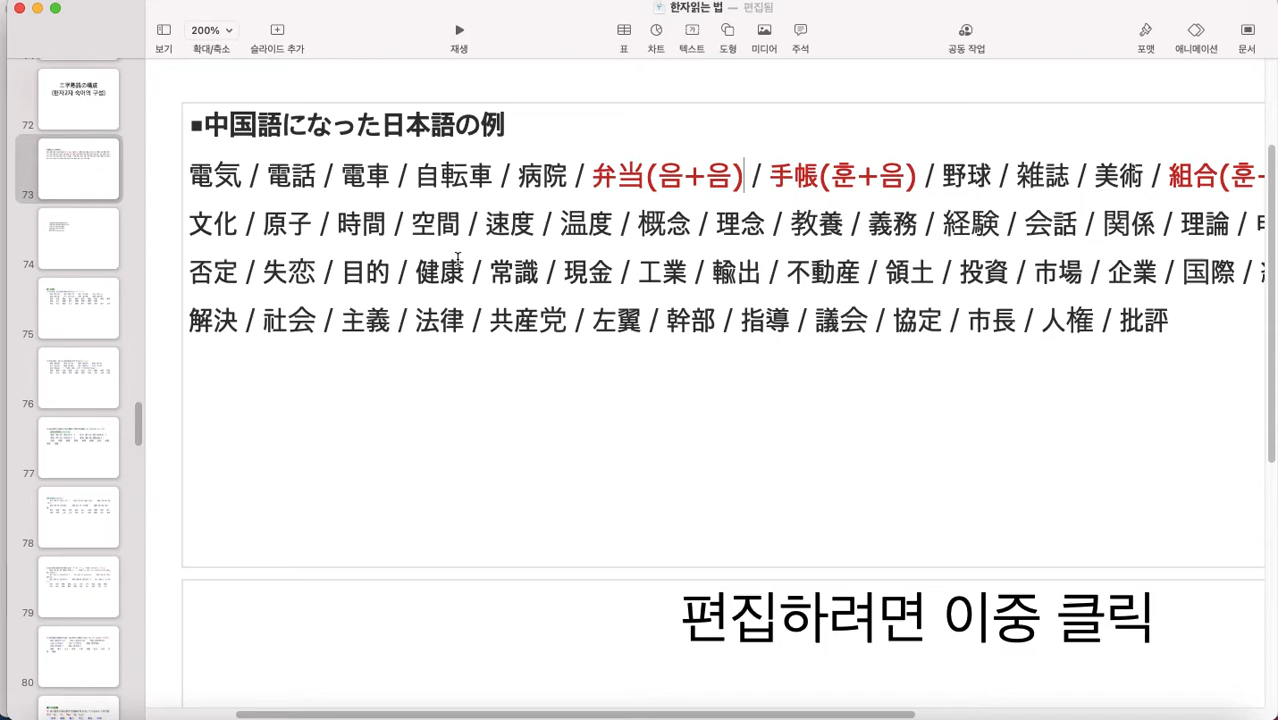 한자읽는 법 — 편집됨
200%
보기
확대/축소
슬라이드 추가
재생
표
차트
텍스트
도형
미디어
주석
공동 작업
포맷
애니메이션
문서
72
73
74
75
76
77
78
79
80
■中国語になった日本語の例
電気 / 電話 / 電車 / 自転車 / 病院 / 弁当(음+음) / 手帳(훈+음) / 野球 / 雑誌 / 美術 / 組合(훈
文化 / 原子 / 時間 / 空間 / 速度 / 温度 / 概念 / 理念 / 教養 / 義務 / 経験 / 会話 / 関係 / 理論 /
否定 / 失恋 / 目的 / 健康 / 常識 / 現金 / 工業 / 輸出 / 不動産 / 領土 / 投資 / 市場 / 企業 / 国際 /
解決 / 社会 / 主義 / 法律 / 共産党 / 左翼 / 幹部 / 指導 / 議会 / 協定 / 市長 / 人権 / 批評
편집하려면 이중 클릭